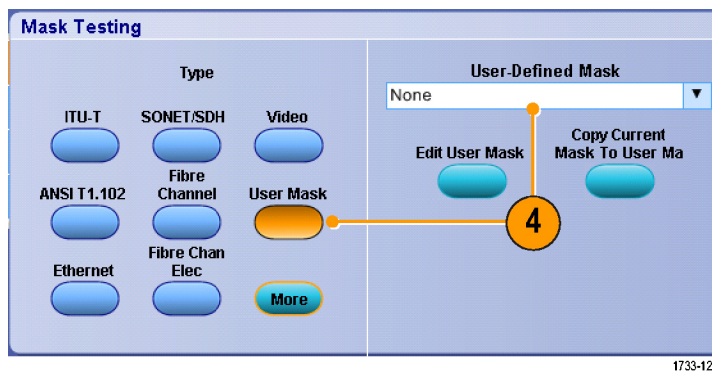 Mask Testing
Type
ITU-T
SONET/SDH
Video
ANSI T1.102
Fibre
Channel
User Mask
Ethernet
Fibre Chan
Elec
More
User-Defined Mask
None
Edit User Mask
Copy Current
Mask To User Ma
4
1733-12